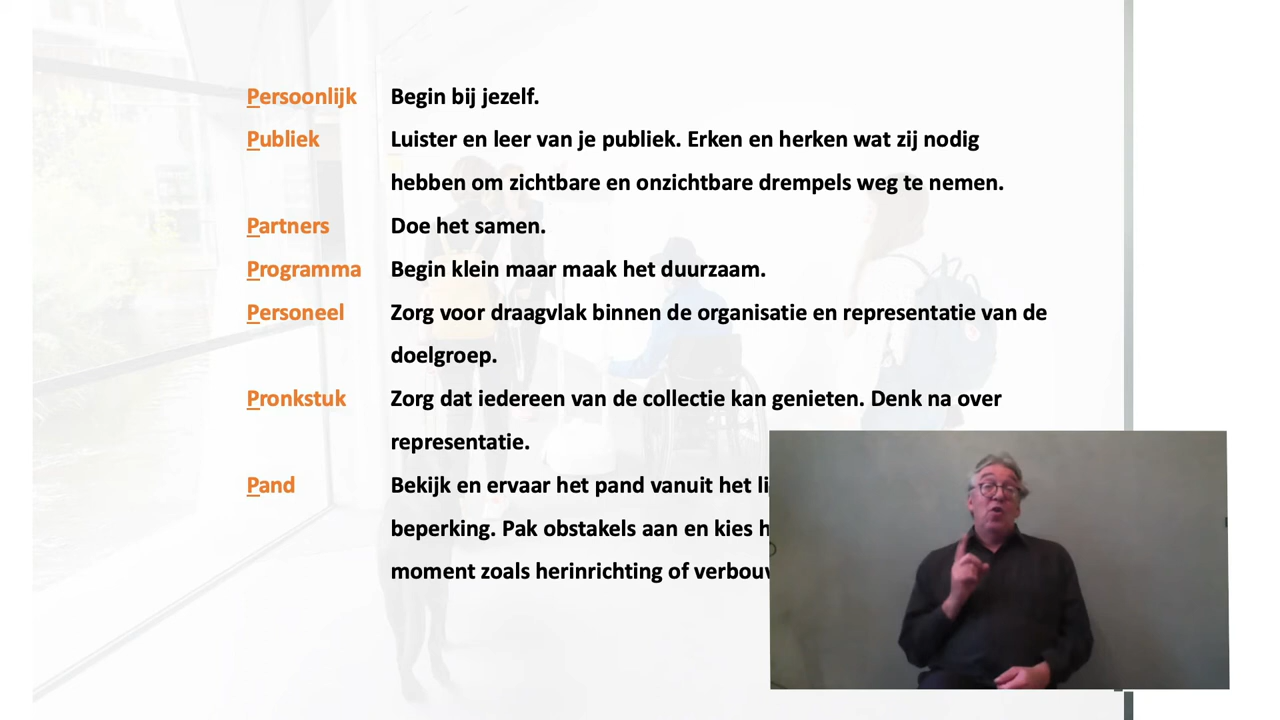 Persoonlijk Begin bij jezelf.
Publiek Luister en leer van je publiek. Erken en herken wat zij nodig
hebben om zichtbare en onzichtbare drempels weg te nemen.
Partners Doe het samen.
Programma Begin klein maar maak het duurzaam.
Personeel Zorg voor draagvlak binnen de organisatie en representatie van de
doelgroep.
Pronkstuk Zorg dat iedereen van de collectie kan genieten. Denk na over
representatie.
Pand Bekijk en ervaar het pand vanuit het
beperking. Pak obstakels aan en kies
moment zoals herinrichting of